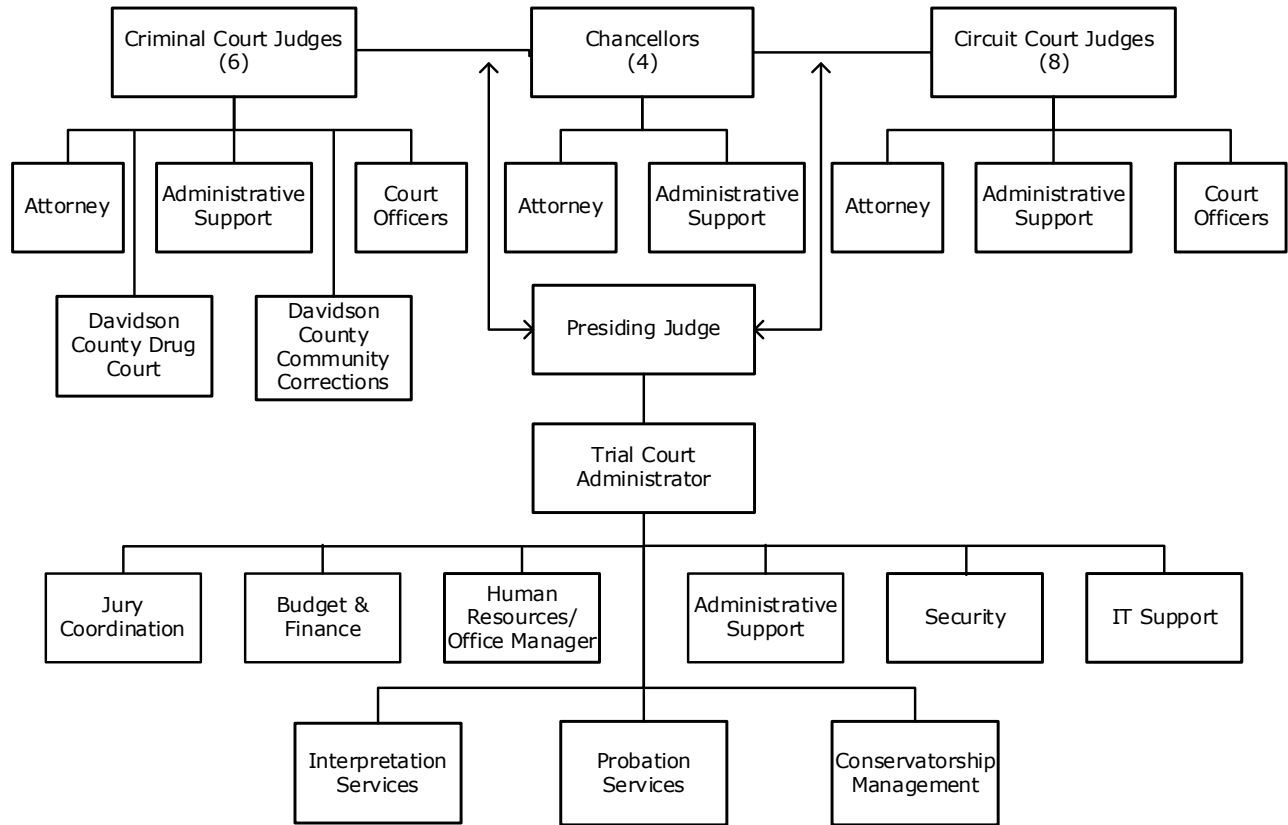 Criminal Court Judges
(6)
Chancellors
(4)
Circuit Court Judges
(8)
Attorney
Administrative
Support
Court
Officers
Attorney
Administrative
Support
Attorney
Administrative
Support
Court
Officers
Davidson
County Drug
Court
Davidson
County
Community
Corrections
Presiding Judge
Trial Court
Administrator
Jury
Coordination
Budget &
Finance
Human
Resources/
Office Manager
Administrative
Support
Security
IT Support
Interpretation
Services
Probation
Services
Conservatorship
Management